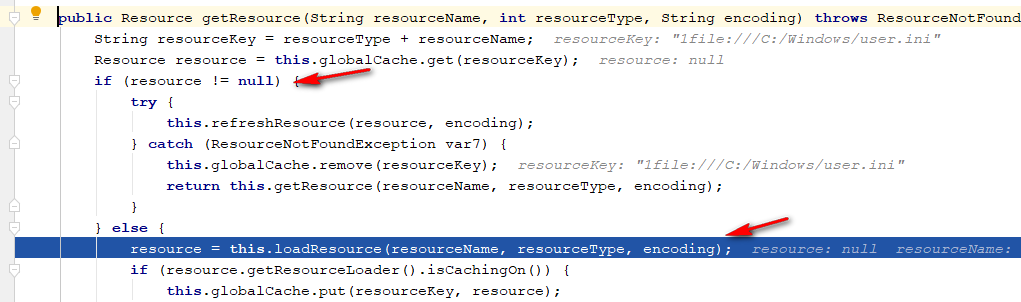 public Resource getResource(String resourceName, int resourceType, String encoding) throws ResourceNotFound
String resourceKey = resourceType + resourceName; resourceKey: "1file:///C:/Windows/user.ini"
Resource resource = this.globalCache.get(resourceKey); resource: null
if (resource != null) {
try {
this.refreshResource(resource, encoding);
} catch (ResourceNotFoundException var7) {
this.globalCache.remove(resourceKey); resourceKey: "1file:///C:/Windows/user.ini"
return this.getResource(resourceName, resourceType, encoding);
}
} else {
resource = this.loadResource(resourceName, resourceType, encoding); resource: null resourceName:
if (resource.getResourceLoader().isCachingOn()) {
this.globalCache.put(resourceKey, resource);